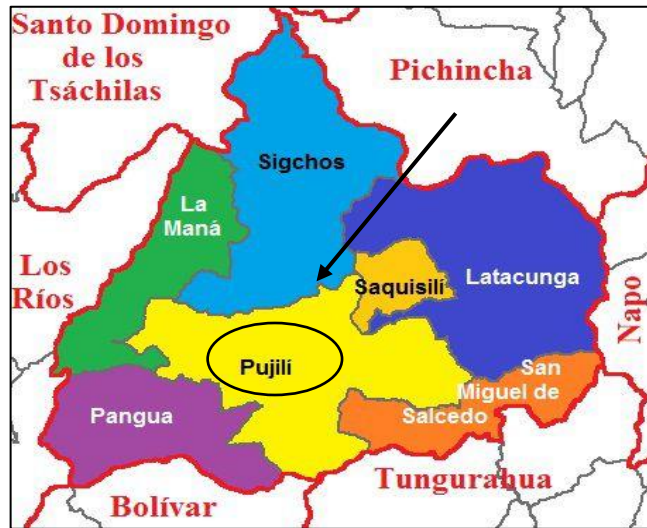 Santo Domingo
de los
Tsáchilas
Pichincha
Sigchos
La
Maná
Los
Ríos
Saquisilí
Latacunga
Napo
Pujilí
San
Miguel de
Salcedo
Pangua
Tungurahua
Bolívar